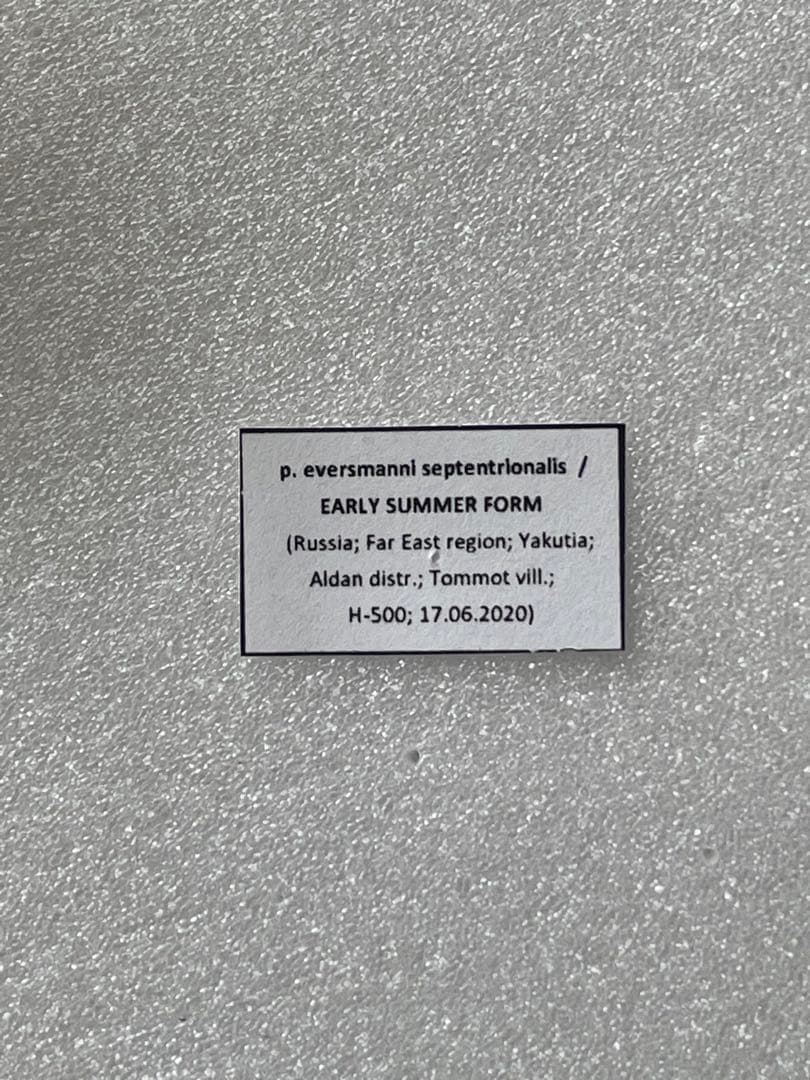 p. eversmanni septentrionalis /
EARLY SUMMER FORM
(Russia; Far East region; Yakutia;
Aldan distr.; Tommot vill.;
H-500; 17.06.2020)